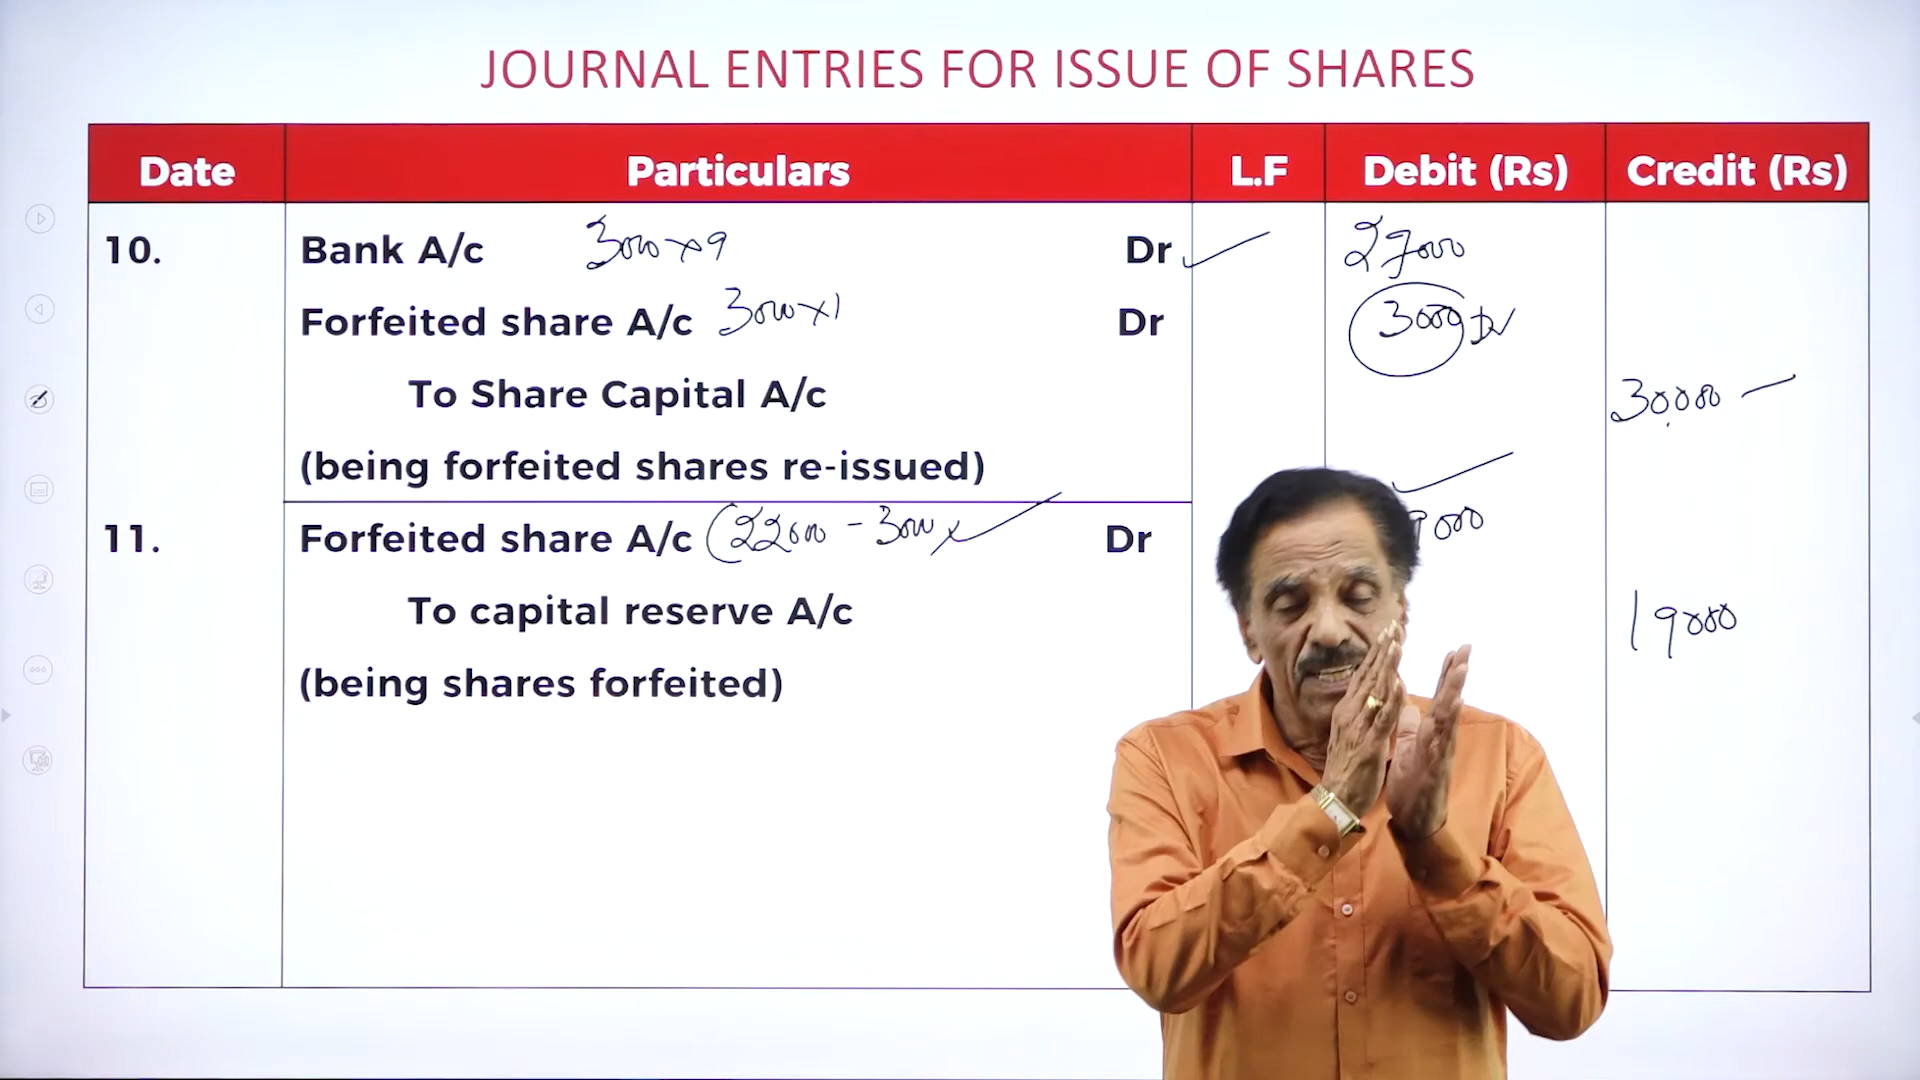 JOURNAL ENTRIES FOR ISSUE OF SHARES
Date Particulars L.F Debit (Rs) Credit (Rs)
10. Bank A/c 3000×9 Dr 27000
Forfeited share A/c 3000×1 Dr 3000
To Share Capital A/c 30000
(being forfeited shares re-issued)
11. Forfeited share A/c (22000 - 3000 Dr 9000
To capital reserve A/c 19000
(being shares forfeited)